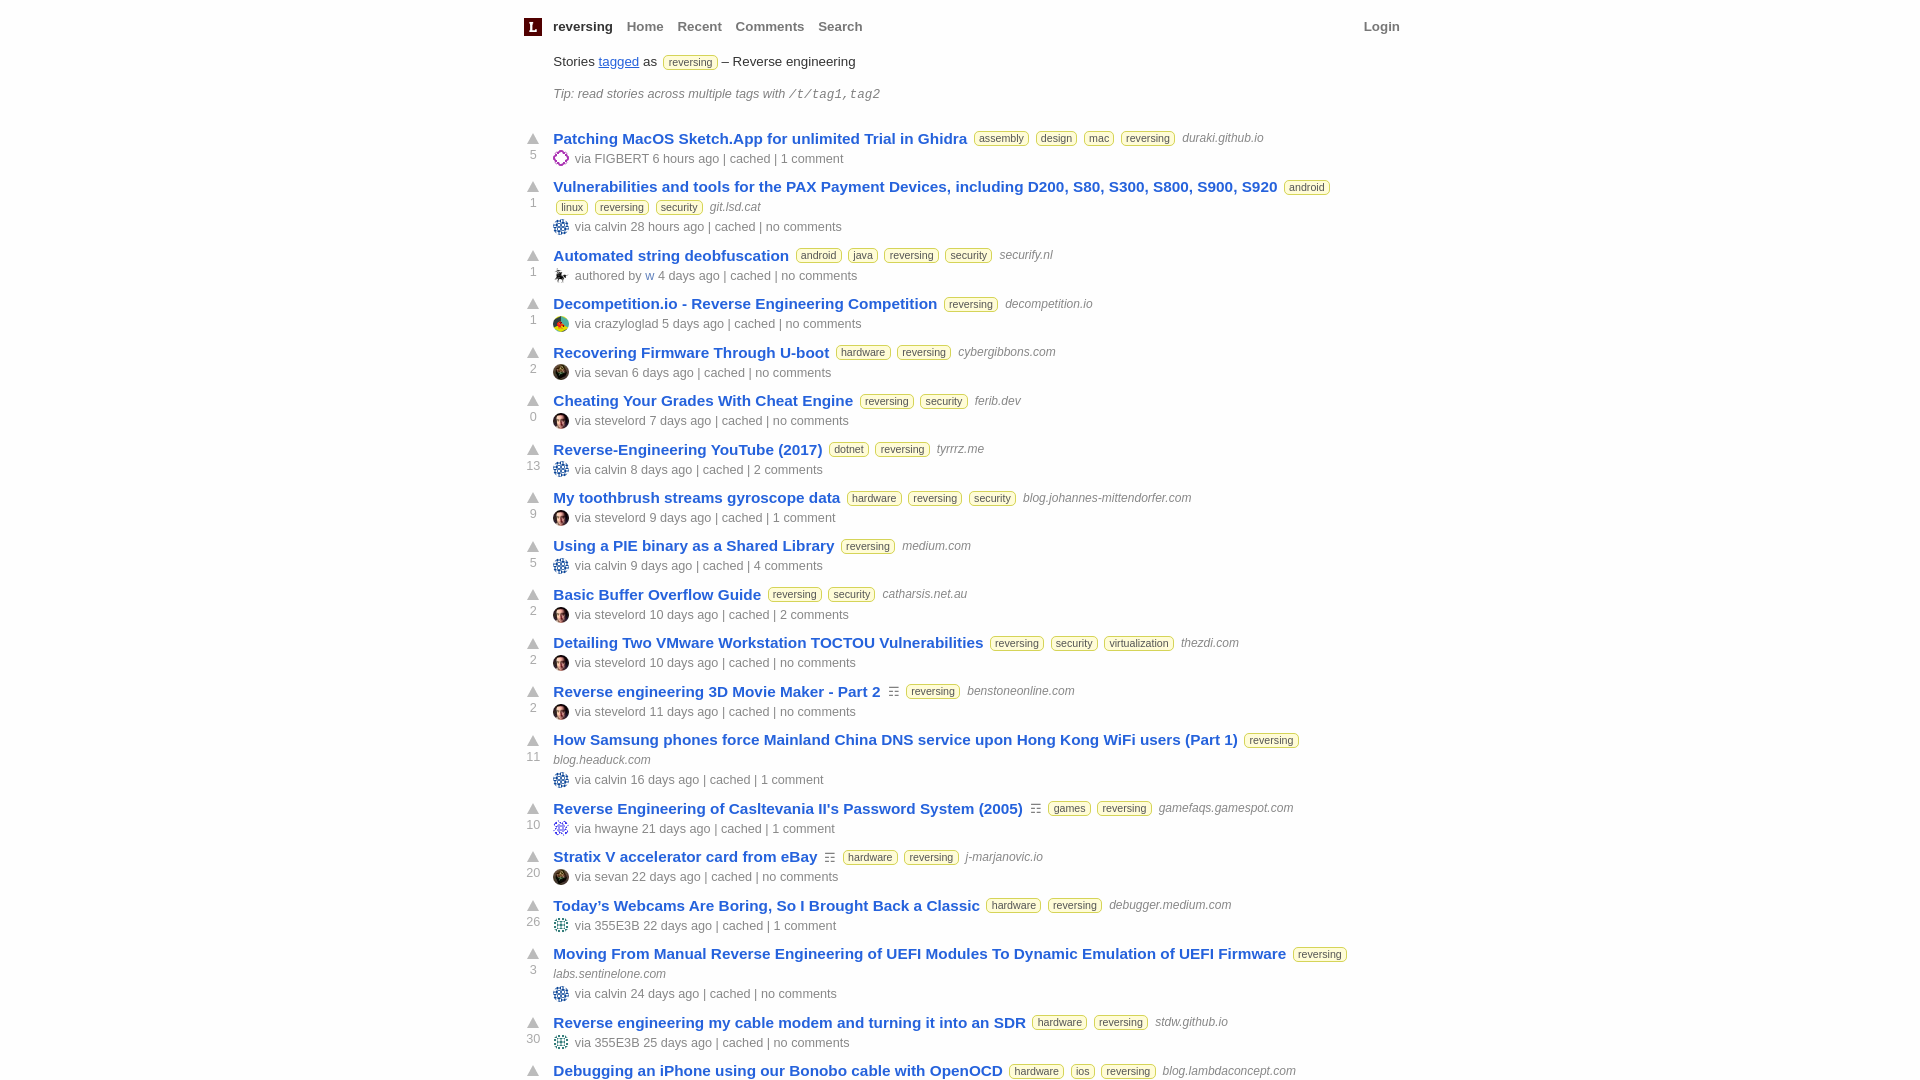 L reversing Home Recent Comments Search Login
Stories tagged as reversing – Reverse engineering
Tip: read stories across multiple tags with /t/tag1,tag2
Patching MacOS Sketch.App for unlimited Trial in Ghidra assembly design mac reversing duraki.github.io
5 via FIGBERT 6 hours ago | cached | 1 comment
Vulnerabilities and tools for the PAX Payment Devices, including D200, S80, S300, S800, S900, S920 android
1 linux reversing security git.lsd.cat
via calvin 28 hours ago | cached | no comments
Automated string deobfuscation android java reversing security securify.nl
1 authored by w 4 days ago | cached | no comments
Decompetition.io - Reverse Engineering Competition reversing decompetition.io
1 via crazyloglad 5 days ago | cached | no comments
Recovering Firmware Through U-boot hardware reversing cybergibbons.com
2 via sevan 6 days ago | cached | no comments
Cheating Your Grades With Cheat Engine reversing security ferib.dev
0 via stevelord 7 days ago | cached | no comments
Reverse-Engineering YouTube (2017) dotnet reversing tyrrrz.me
13 via calvin 8 days ago | cached | 2 comments
My toothbrush streams gyroscope data hardware reversing security blog.johannes-mittendorfer.com
9 via stevelord 9 days ago | cached | 1 comment
Using a PIE binary as a Shared Library reversing medium.com
5 via calvin 9 days ago | cached | 4 comments
Basic Buffer Overflow Guide reversing security catharsis.net.au
2 via stevelord 10 days ago | cached | 2 comments
Detailing Two VMware Workstation TOCTOU Vulnerabilities reversing security virtualization thezdi.com
2 via stevelord 10 days ago | cached | no comments
Reverse engineering 3D Movie Maker - Part 2 ☶ reversing benstoneonline.com
2 via stevelord 11 days ago | cached | no comments
How Samsung phones force Mainland China DNS service upon Hong Kong WiFi users (Part 1) reversing
11 blog.headuck.com
via calvin 16 days ago | cached | 1 comment
Reverse Engineering of Casltevania II's Password System (2005) ☶ games reversing gamefaqs.gamespot.com
10 via hwayne 21 days ago | cached | 1 comment
Stratix V accelerator card from eBay ☶ hardware reversing j-marjanovic.io
20 via sevan 22 days ago | cached | no comments
Today’s Webcams Are Boring, So I Brought Back a Classic hardware reversing debugger.medium.com
26 via 355E3B 22 days ago | cached | 1 comment
Moving From Manual Reverse Engineering of UEFI Modules To Dynamic Emulation of UEFI Firmware reversing
3 labs.sentinelone.com
via calvin 24 days ago | cached | no comments
Reverse engineering my cable modem and turning it into an SDR hardware reversing stdw.github.io
30 via 355E3B 25 days ago | cached | no comments
Debugging an iPhone using our Bonobo cable with OpenOCD hardware ios reversing blog.lambdaconcept.com